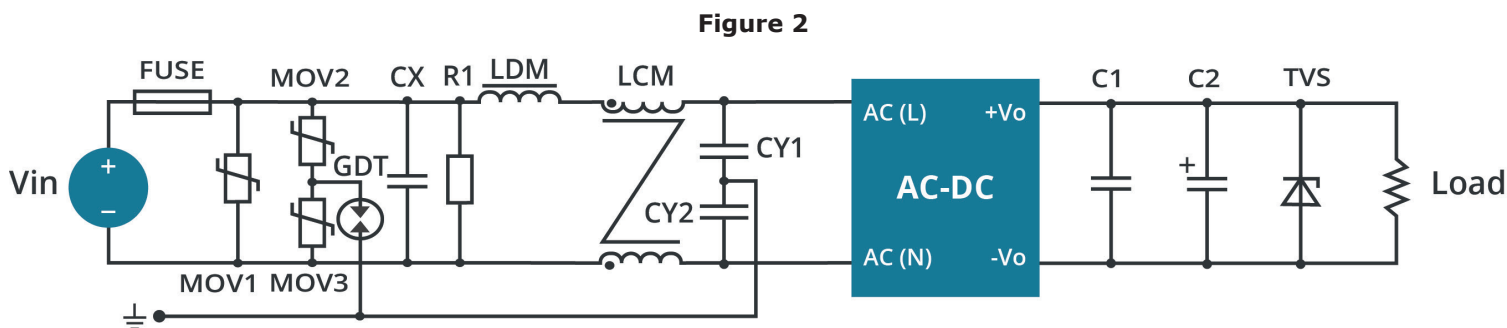 Figure 2
FUSE
MOV2
CX
R1
LDM
LCM
C1
C2
TVS
AC (L)
+Vo
Vin
+
−
GDT
CY1
CY2
AC-DC
+
Load
AC (N)
-Vo
MOV1
MOV3